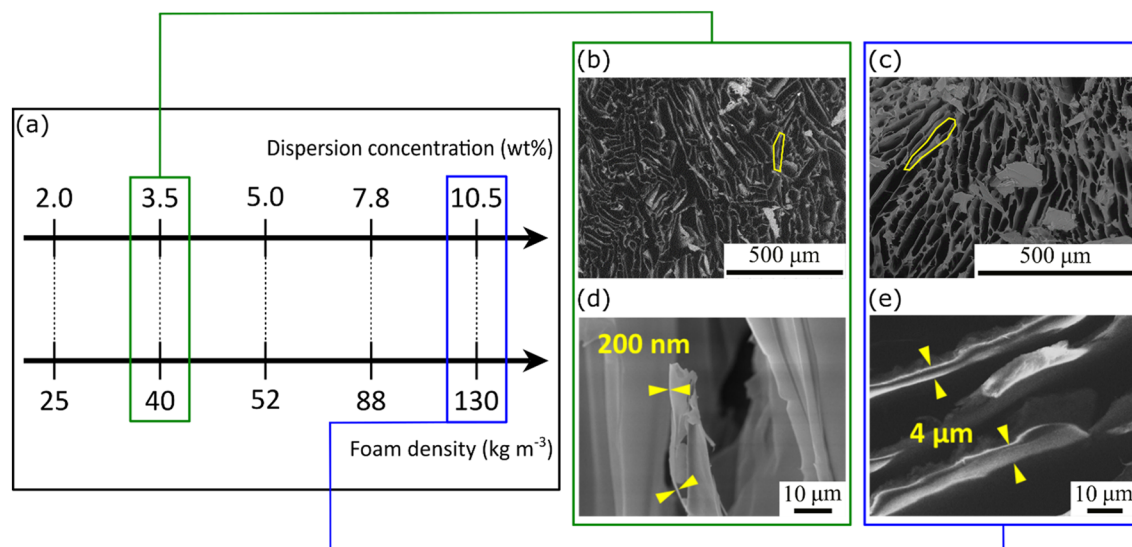 (a)
Dispersion concentration (wt%)
2.0 3.5 5.0 7.8 10.5
25 40 52 88 130
Foam density (kg m⁻³)
(b)
500 μm
(c)
500 μm
(d)
200 nm
10 μm
(e)
4 μm
10 μm